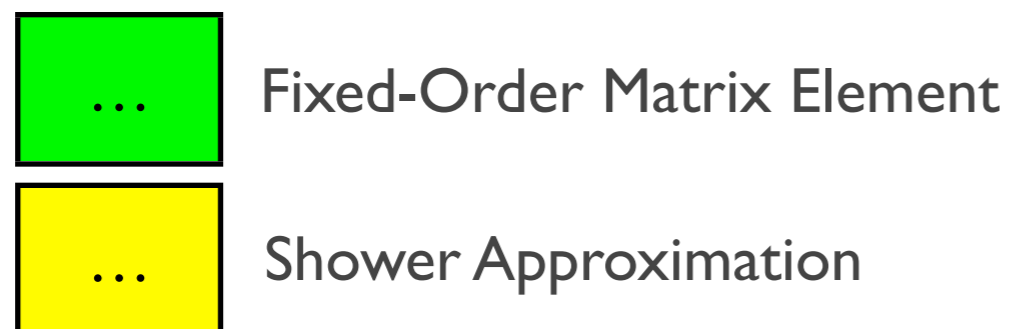 ... Fixed-Order Matrix Element
... Shower Approximation